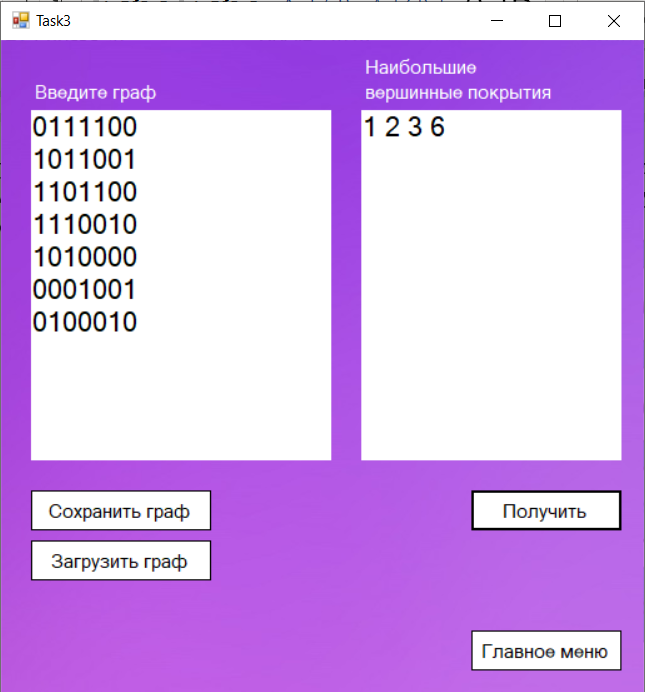 Task3
Введите граф
Наибольшие
вершинные покрытия
0111100
1011001
1101100
1110010
1010000
0001001
0100010
1 2 3 6
Сохранить граф
Получить
Загрузить граф
Главное меню